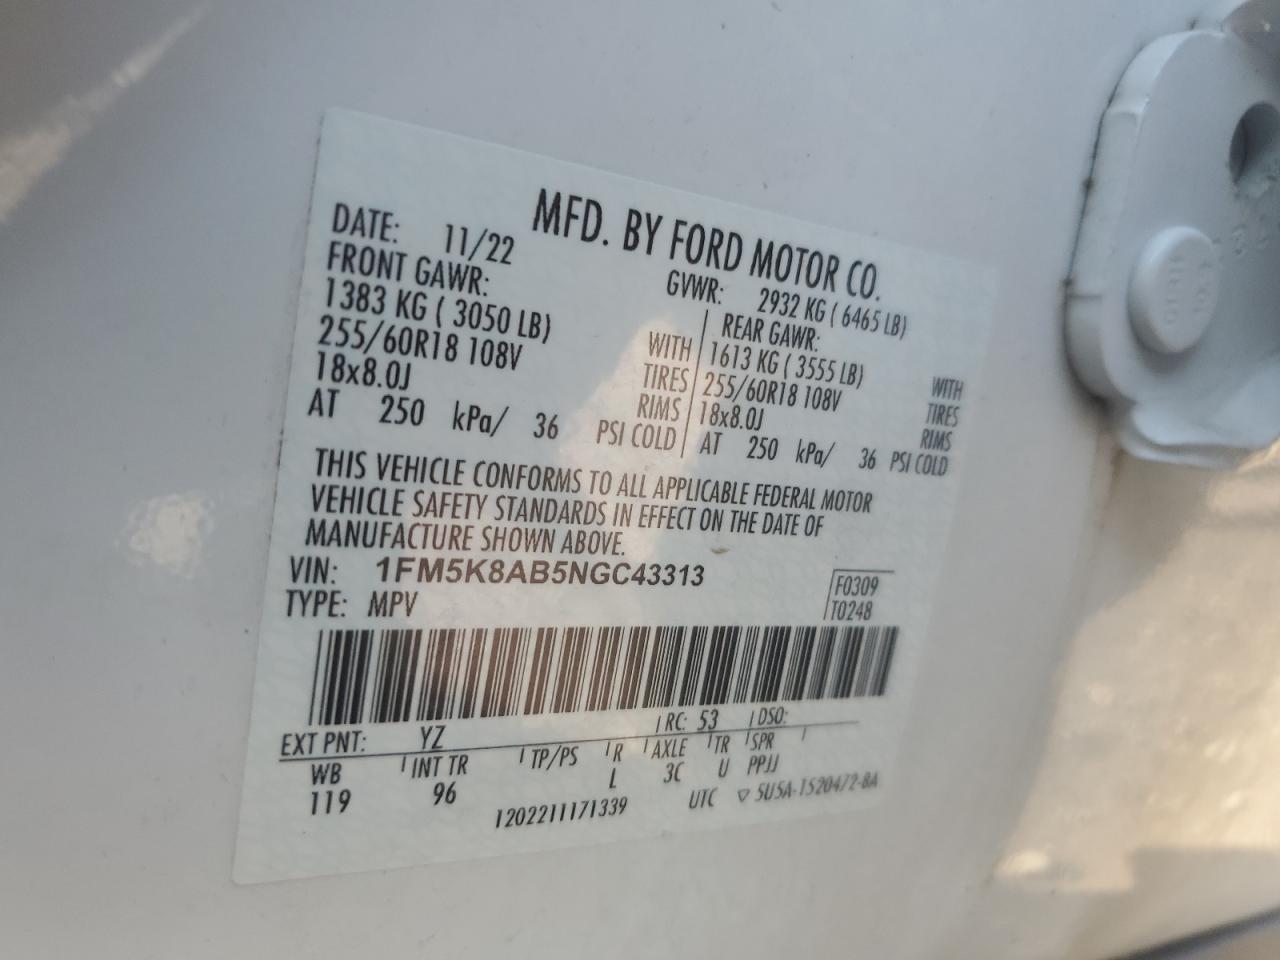 MFD. BY FORD MOTOR CO.
DATE: 11/22
GVWR: 2932 KG ( 6465 LB)
FRONT GAWR:
REAR GAWR:
1383 KG ( 3050 LB) WITH 1613 KG ( 3555 LB) WITH
255/60R18 108V TIRES 255/60R18 108V TIRES
18x8.0J RIMS 18x8.0J RIMS
AT 250 kPa/ 36 PSI COLD AT 250 kPa/ 36 PSI COLD
THIS VEHICLE CONFORMS TO ALL APPLICABLE FEDERAL MOTOR
VEHICLE SAFETY STANDARDS IN EFFECT ON THE DATE OF
MANUFACTURE SHOWN ABOVE.
VIN: 1FM5K8AB5NGC43313
F0309
TYPE: MPV
T0248
EXT PNT: YZ RC: 53 DSO:
WB INT TR TP/PS R AXLE TR SPR
119 96 L 3C U PPJJ
1202211171339 UTC 5U5A-1520472-BA